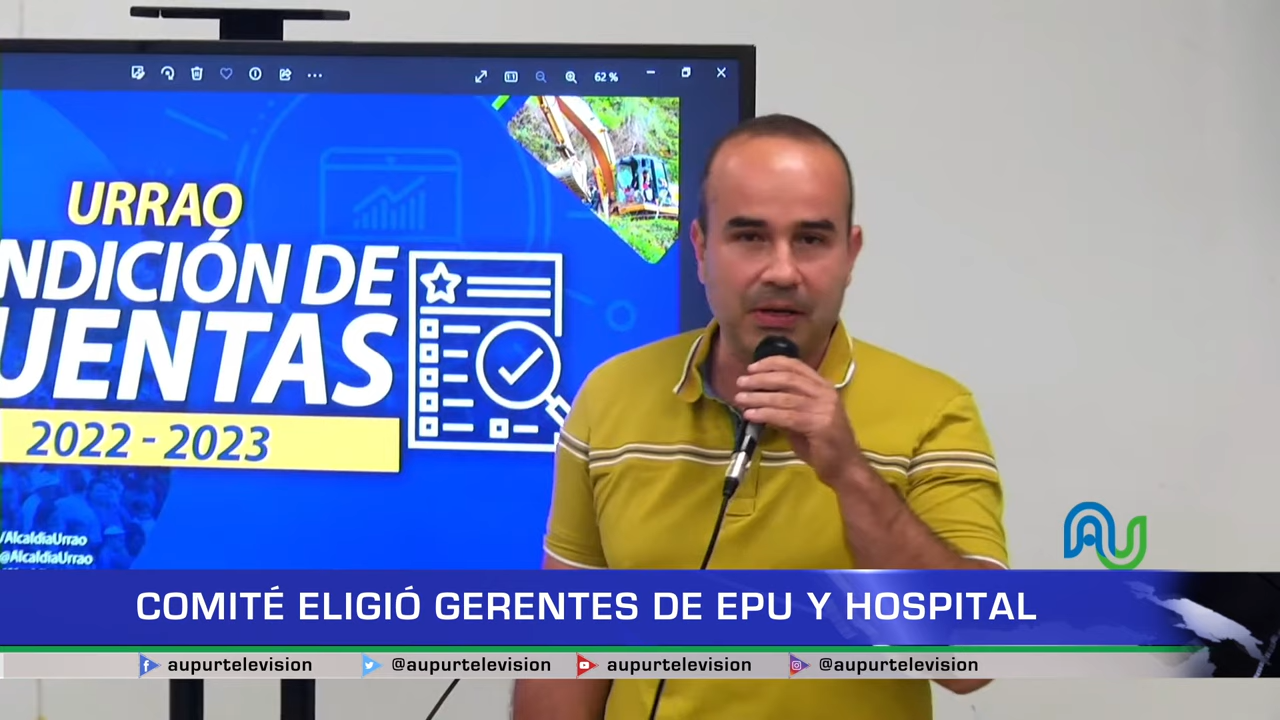 62 %
URRAO
NDICIÓN DE
UENTAS
2022 - 2023
/AlcaldiaUrrao
@AlcaldiaUrrao
AU
COMITÉ ELIGIÓ GERENTES DE EPU Y HOSPITAL
aupurtelevision @aupurtelevision aupurtelevision @aupurtelevision